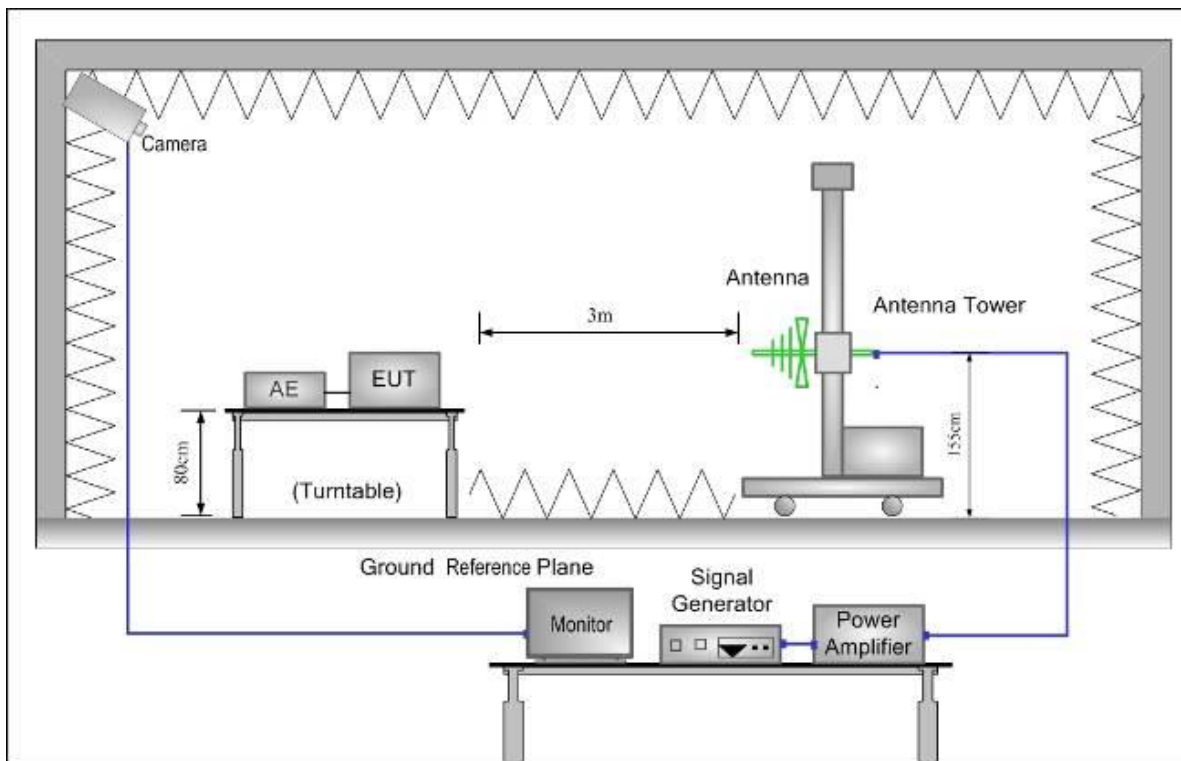 Camera
Antenna
3m
Antenna Tower
AE
EUT
80cm
155cm
(Turntable)
Ground Reference Plane
Signal
Generator
Monitor
Power
Amplifier